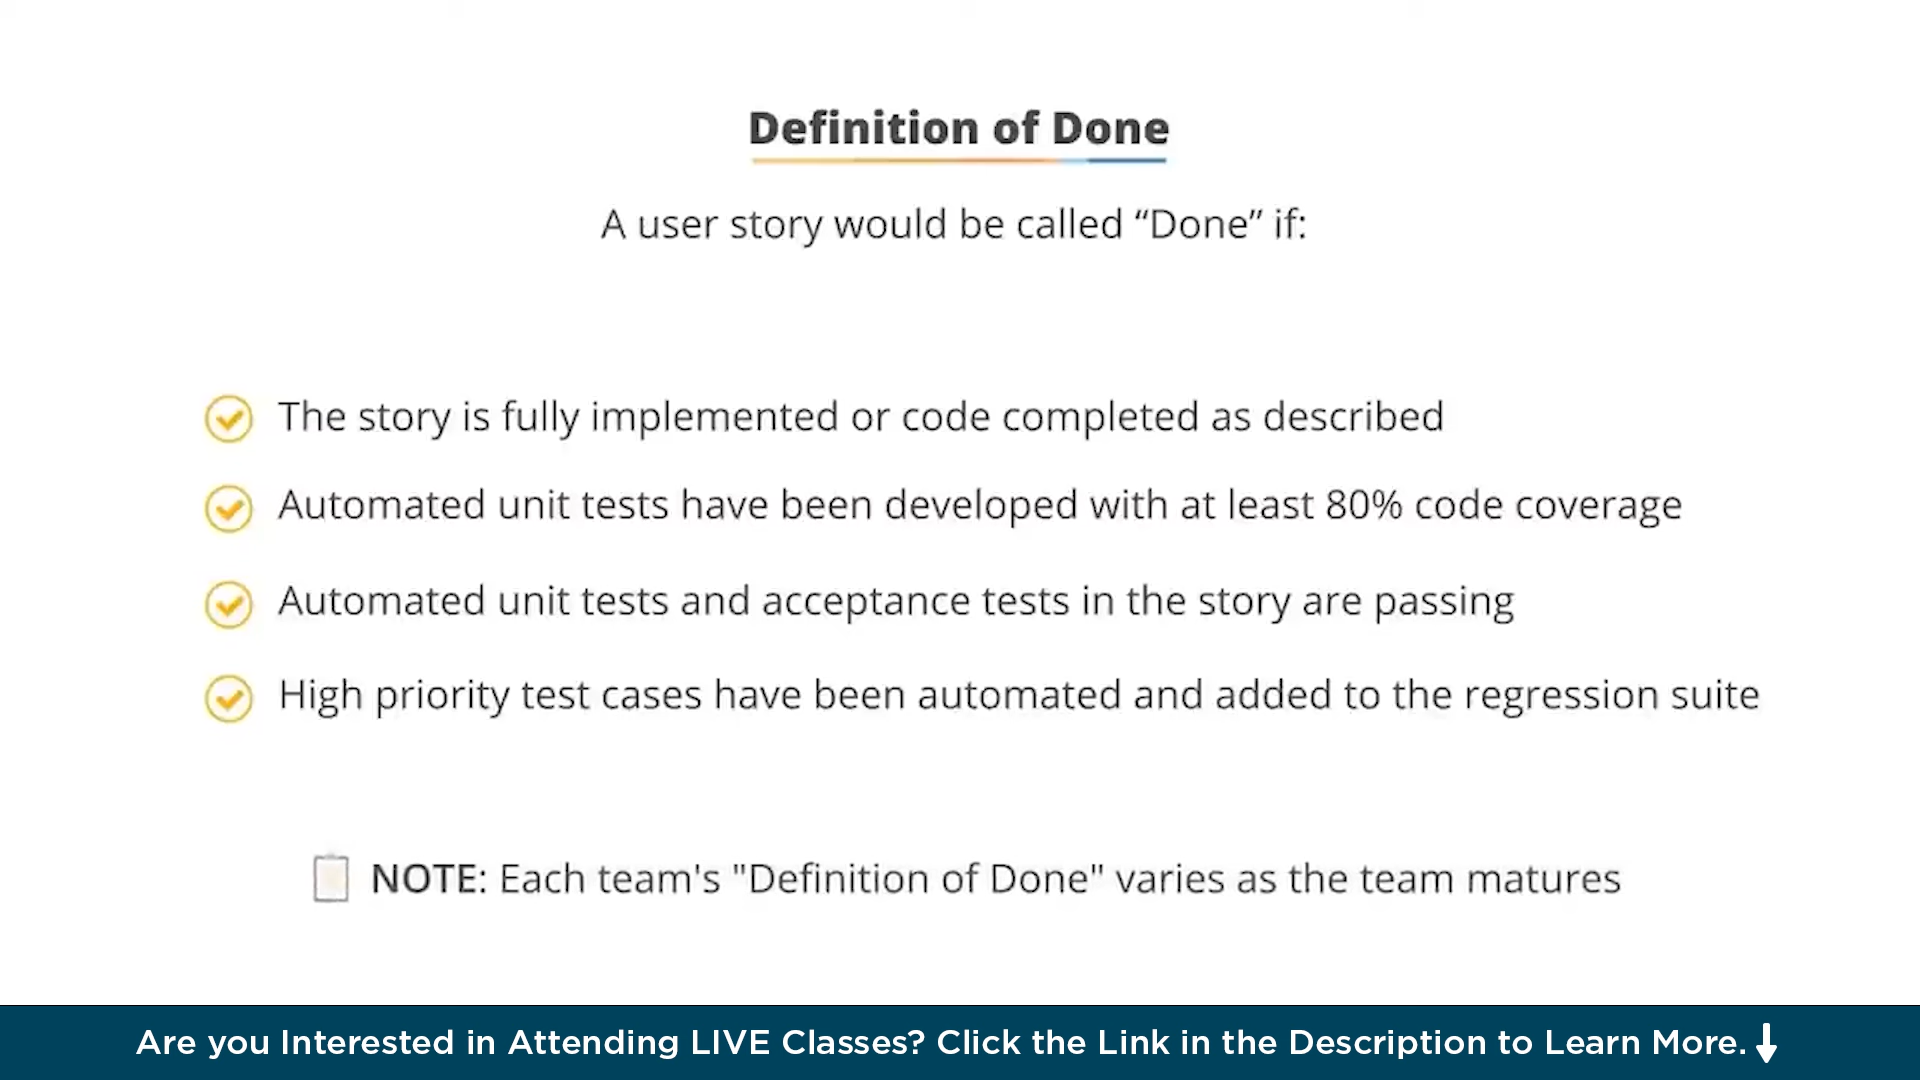 Definition of Done
A user story would be called “Done” if:
The story is fully implemented or code completed as described
Automated unit tests have been developed with at least 80% code coverage
Automated unit tests and acceptance tests in the story are passing
High priority test cases have been automated and added to the regression suite
NOTE: Each team's "Definition of Done" varies as the team matures
Are you Interested in Attending LIVE Classes? Click the Link in the Description to Learn More.